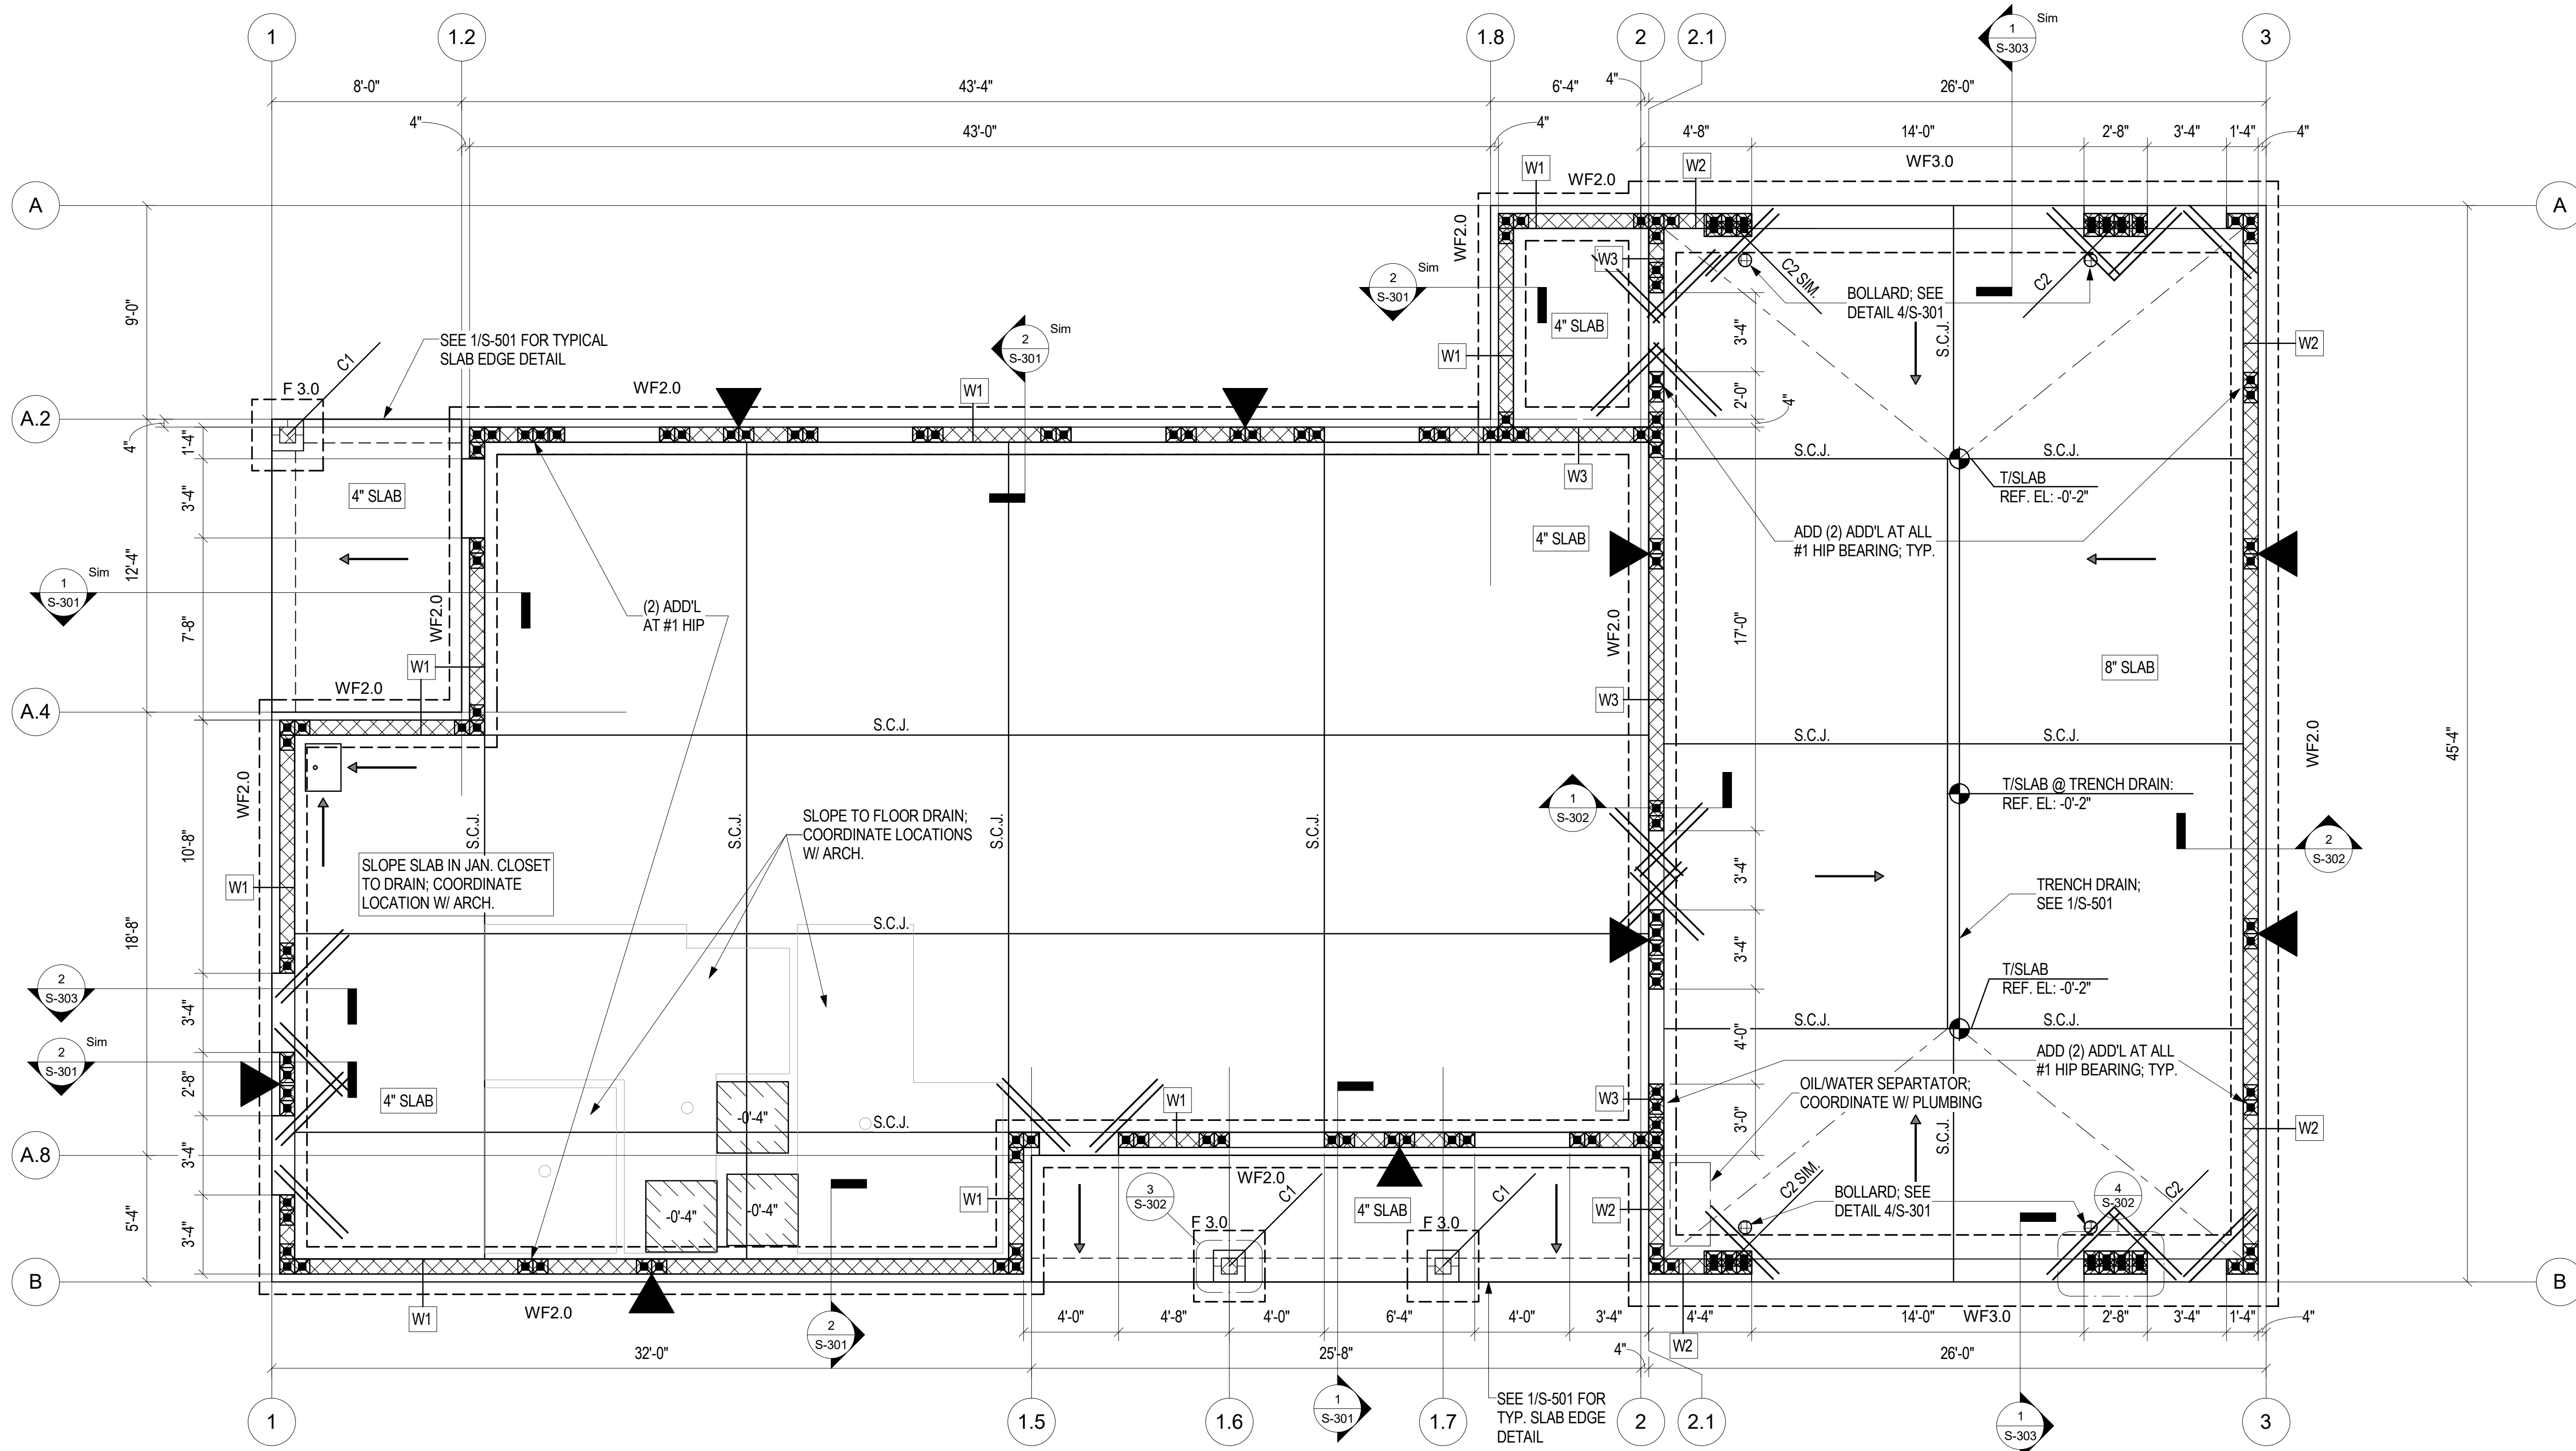 1
1.2
1.8
2
2.1
3
1
S-303
Sim
8'-0"
43'-4"
6'-4"
4"
26'-0"
4"
43'-0"
4"
4'-8"
14'-0"
2'-8"
3'-4"
1'-4"
4"
WF3.0
W1
WF2.0
W2
A
A
WF2.0
W3
C2 SIM.
C2
BOLLARD; SEE
DETAIL 4/S-301
2
S-301
Sim
4" SLAB
9'-0"
SEE 1/S-501 FOR TYPICAL
SLAB EDGE DETAIL
2
S-301
Sim
W1
3'-4"
S.C.J.
W2
C1
F 3.0
WF2.0
W1
2'-0"
4"
A.2
4"
1'-4"
S.C.J.
S.C.J.
W3
T/SLAB
REF. EL: -0'-2"
4" SLAB
3'-4"
4" SLAB
ADD (2) ADD'L AT ALL
#1 HIP BEARING; TYP.
12'-4"
1
S-301
Sim
(2) ADD'L
AT #1 HIP
WF2.0
7'-8"
WF2.0
17'-0"
W1
8" SLAB
WF2.0
W3
A.4
S.C.J.
S.C.J.
S.C.J.
WF2.0
45'-4"
WF2.0
T/SLAB @ TRENCH DRAIN:
REF. EL: -0'-2"
1
S-302
SLOPE TO FLOOR DRAIN;
COORDINATE LOCATIONS
W/ ARCH.
S.C.J.
S.C.J.
S.C.J.
S.C.J.
10'-8"
2
S-302
SLOPE SLAB IN JAN. CLOSET
TO DRAIN; COORDINATE
LOCATION W/ ARCH.
W1
3'-4"
TRENCH DRAIN;
SEE 1/S-501
18'-8"
S.C.J.
3'-4"
2
S-303
T/SLAB
REF. EL: -0'-2"
3'-4"
S.C.J.
S.C.J.
4'-0"
2
S-301
Sim
2'-8"
4" SLAB
-0'-4"
S.C.J.
W1
W3
ADD (2) ADD'L AT ALL
#1 HIP BEARING; TYP.
OIL/WATER SEPARTATOR;
COORDINATE W/ PLUMBING
3'-0"
S.C.J.
W2
A.8
3'-4"
5'-4"
3'-4"
-0'-4"
-0'-4"
W1
3
S-302
WF2.0
C1
F 3.0
4" SLAB
C1
F 3.0
W2
C2 SIM.
BOLLARD; SEE
DETAIL 4/S-301
4
S-302
C2
B
B
W1
WF2.0
2
S-301
4'-0"
4'-8"
4'-0"
6'-4"
4'-0"
3'-4"
4'-4"
14'-0"
WF3.0
2'-8"
3'-4"
1'-4"
4"
W2
32'-0"
25'-8"
4"
26'-0"
SEE 1/S-501 FOR
TYP. SLAB EDGE
DETAIL
1
S-301
1
S-303
1
1.5
1.6
1.7
2
2.1
3